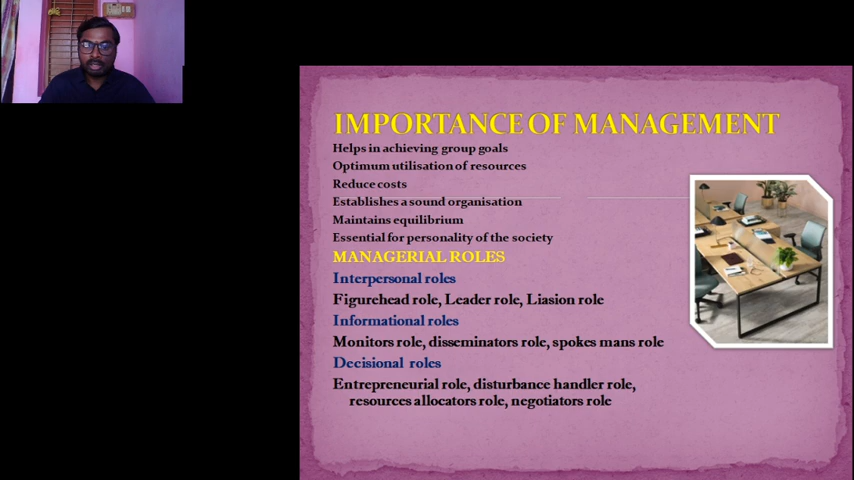 IMPORTANCE OF MANAGEMENT
Helps in achieving group goals
Optimum utilisation of resources
Reduce costs
Establishes a sound organisation
Maintains equilibrium
Essential for personality of the society
MANAGERIAL ROLES
Interpersonal roles
Figurehead role, Leader role, Liasion role
Informational roles
Monitors role, disseminators role, spokes mans role
Decisional roles
Entrepreneurial role, disturbance handler role,
resources allocators role, negotiators role